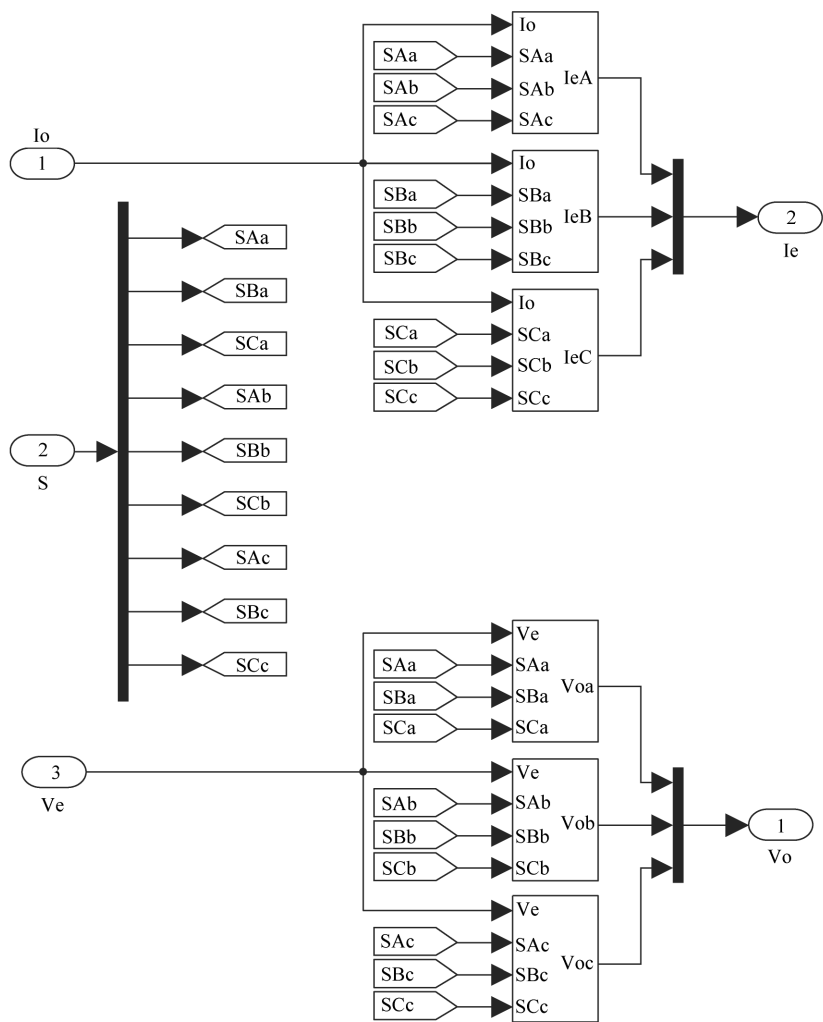 Io
SAa SAa
SAb SAb IeA
SAc SAc
Io
1
Io
SBa SBa
SBb SBb IeB
SBc SBc
2
Ie
Io
SCa SCa
SCb SCb IeC
SCc SCc
SAa
SBa
SCa
SAb
2
S
SBb
SCb
SAc
SBc
SCc
Ve
SAa SAa
SBa SBa Voa
SCa SCa
3
Ve
Ve
SAb SAb
SBb SBb Vob
SCb SCb
1
Vo
Ve
SAc SAc
SBc SBc Voc
SCc SCc